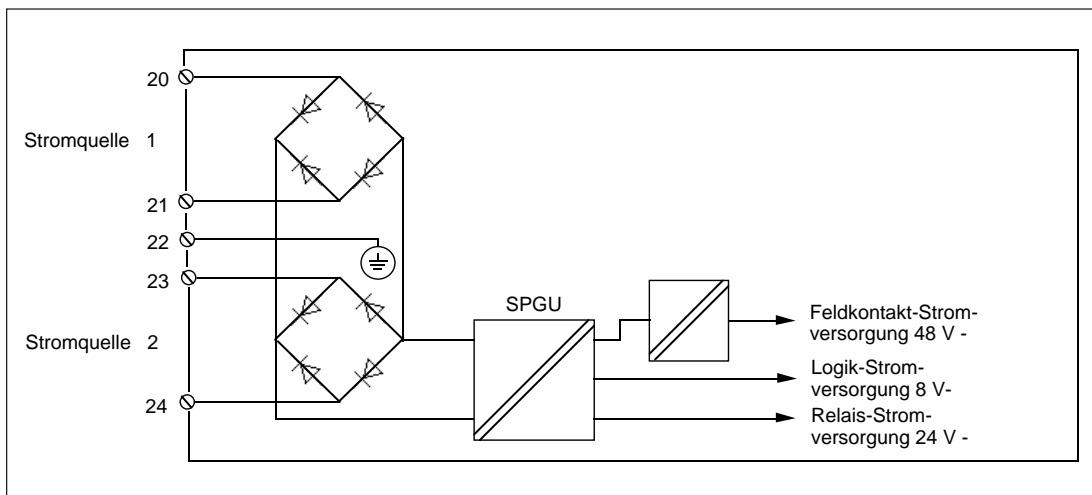 20
Stromquelle 1
21
22
23
SPGU
Stromquelle 2
24
Feldkontakt-Strom-
versorgung 48 V -
Logik-Strom-
versorgung 8 V-
Relais-Strom-
versorgung 24 V -